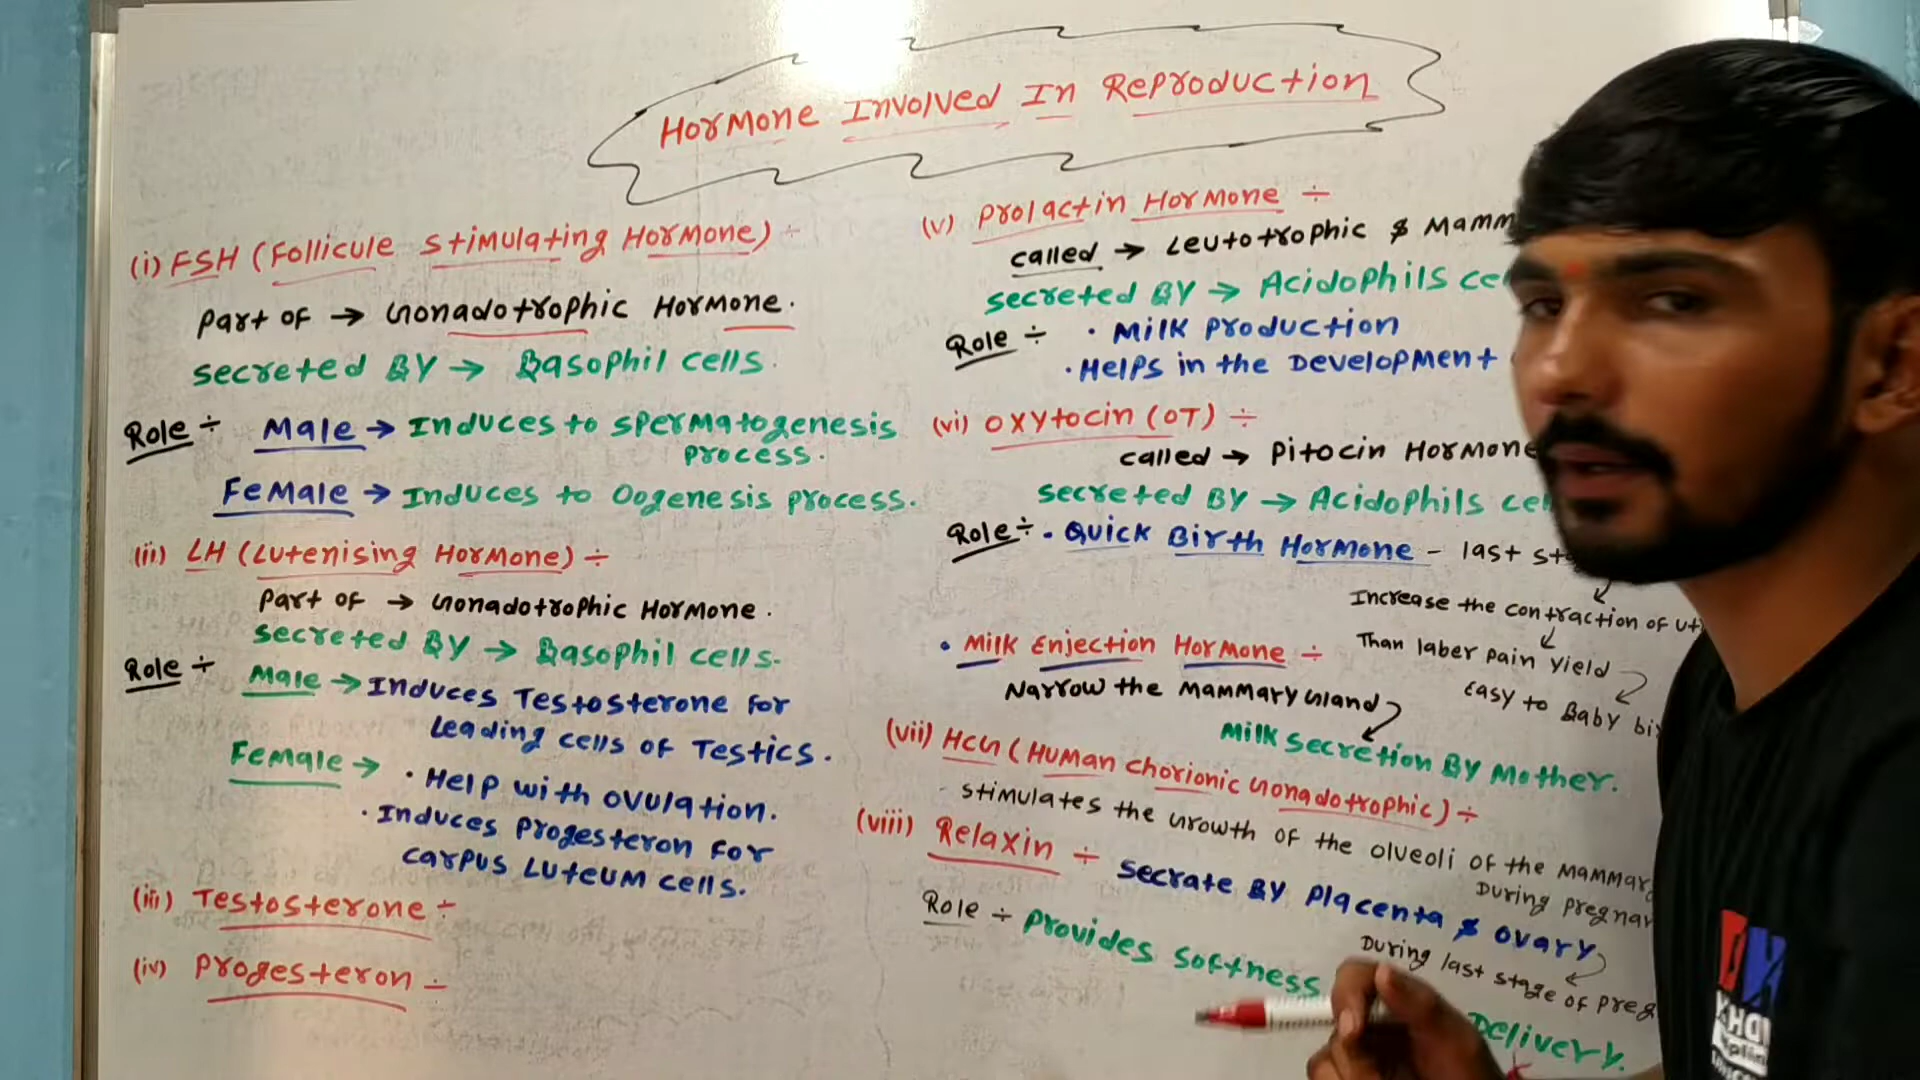 Hormone Involved In Reproduction
(i) FSH (Follicule stimulating Hormone) ÷
Part of → Gonadotrophic Hormone.
secreted By → Basophil cells.
Role ÷ Male → Induces to spermatogenesis
process.
Female → Induces to Oogenesis process.
(ii) LH (Lutenising Hormone) ÷
Part of → Gonadotrophic Hormone.
secreted By → Basophil cells.
Role ÷ Male → Induces Testosterone for
Leading cells of Testics.
Female → • Help with ovulation.
• Induces Progesteron for
carpus Luteum cells.
(iii) Testosterone ÷
(iv) Progesteron ÷
(v) Prolactin Hormone ÷
called → Leutotrophic & Mamm
secreted By → Acidophils ce
Role ÷ • Milk production
• Helps in the Development
(vi) oxytocin (OT) ÷
called → Pitocin Hormone
secreted By → Acidophils cel
Role ÷ • Quick Birth Hormone - last st
Increase the contraction of ut
Than laber pain yield
easy to Baby bi
• Milk Enjection Hormone ÷
Narrow the mammary gland
Milk secretion By Mother.
(vii) HCG (Human chorionic Gonadotrophic) ÷
- stimulates the growth of the olveoli of the mammar
During pregnan
(viii) Relaxin ÷ secrate By Placenta & ovary
During last stage of preg
Role ÷ Provides softness
Delivery.